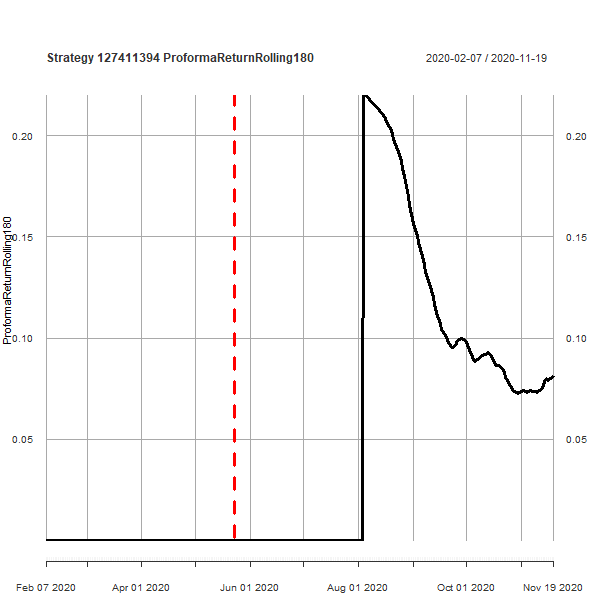 Strategy 127411394 ProformaReturnRolling180
2020-02-07 / 2020-11-19
ProformaReturnRolling180
0.20
0.20
0.15
0.15
0.10
0.10
0.05
0.05
Feb 07 2020
Apr 01 2020
Jun 01 2020
Aug 01 2020
Oct 01 2020
Nov 19 2020